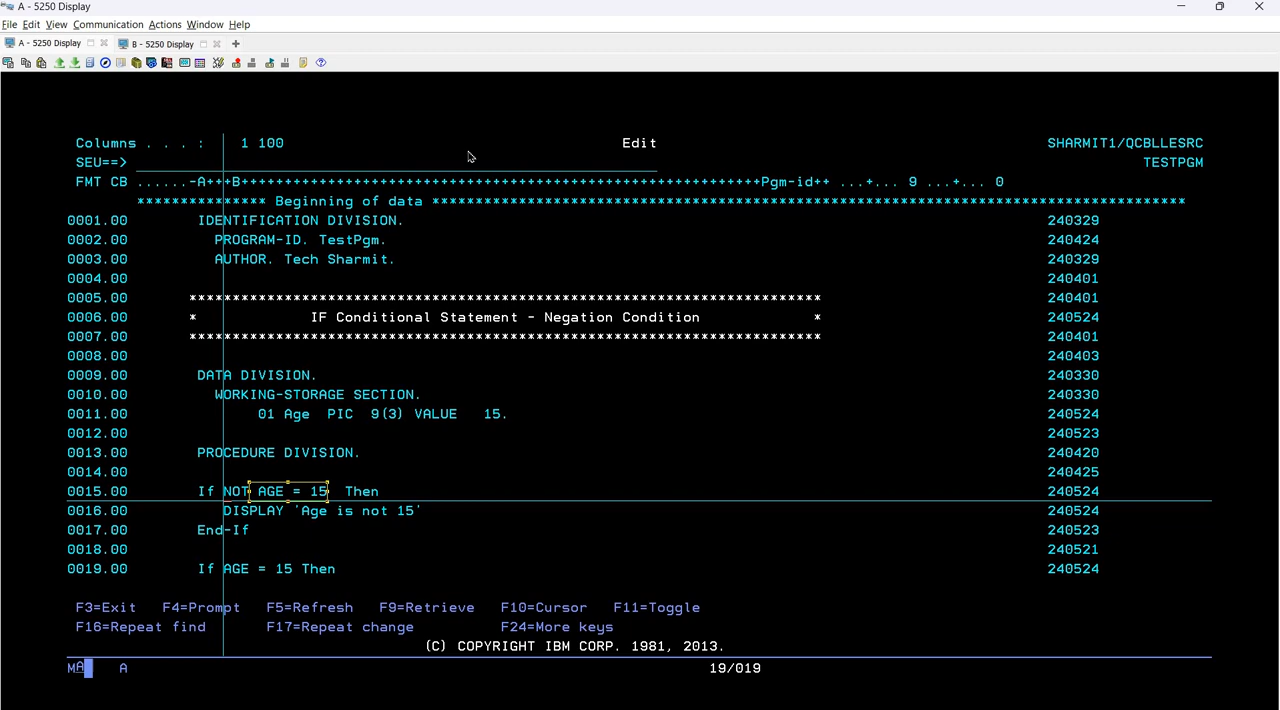 A - 5250 Display
File Edit View Communication Actions Window Help
A - 5250 Display B - 5250 Display
Columns . . . : 1 100 Edit SHARMIT1/QCBLLESRC
SEU==> TESTPGM
FMT CB ......-A+++B++++++++++++++++++++++++++++++++++++++++++++++++++++++++++++Pgm-id++ ...+... 9 ...+... 0
*************** Beginning of data ***************************************************************************************
0001.00 IDENTIFICATION DIVISION. 240329
0002.00 PROGRAM-ID. TestPgm. 240424
0003.00 AUTHOR. Tech Sharmit. 240329
0004.00 240401
0005.00 ************************************************************************* 240401
0006.00 * IF Conditional Statement - Negation Condition * 240524
0007.00 ************************************************************************* 240401
0008.00 240403
0009.00 DATA DIVISION. 240330
0010.00 WORKING-STORAGE SECTION. 240330
0011.00 01 Age PIC 9(3) VALUE 15. 240524
0012.00 240523
0013.00 PROCEDURE DIVISION. 240420
0014.00 240425
0015.00 If NOT AGE = 15 Then 240524
0016.00 DISPLAY 'Age is not 15' 240524
0017.00 End-If 240523
0018.00 240521
0019.00 If AGE = 15 Then 240524
F3=Exit F4=Prompt F5=Refresh F9=Retrieve F10=Cursor F11=Toggle
F16=Repeat find F17=Repeat change F24=More keys
(C) COPYRIGHT IBM CORP. 1981, 2013.
MA A 19/019